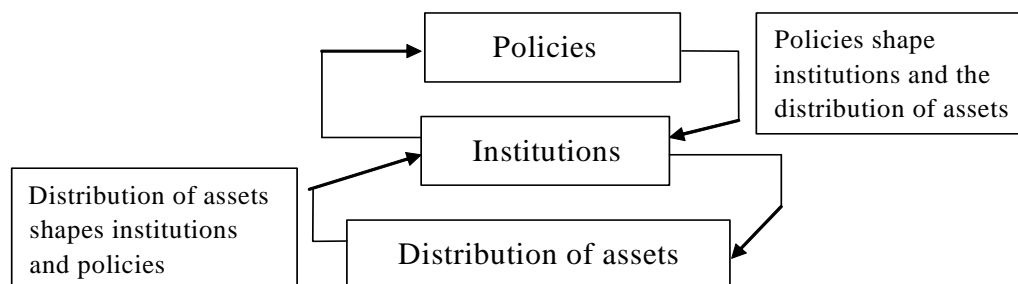 Policies
Policies shape
institutions and the
distribution of assets
Institutions
Distribution of assets
shapes institutions
and policies
Distribution of assets